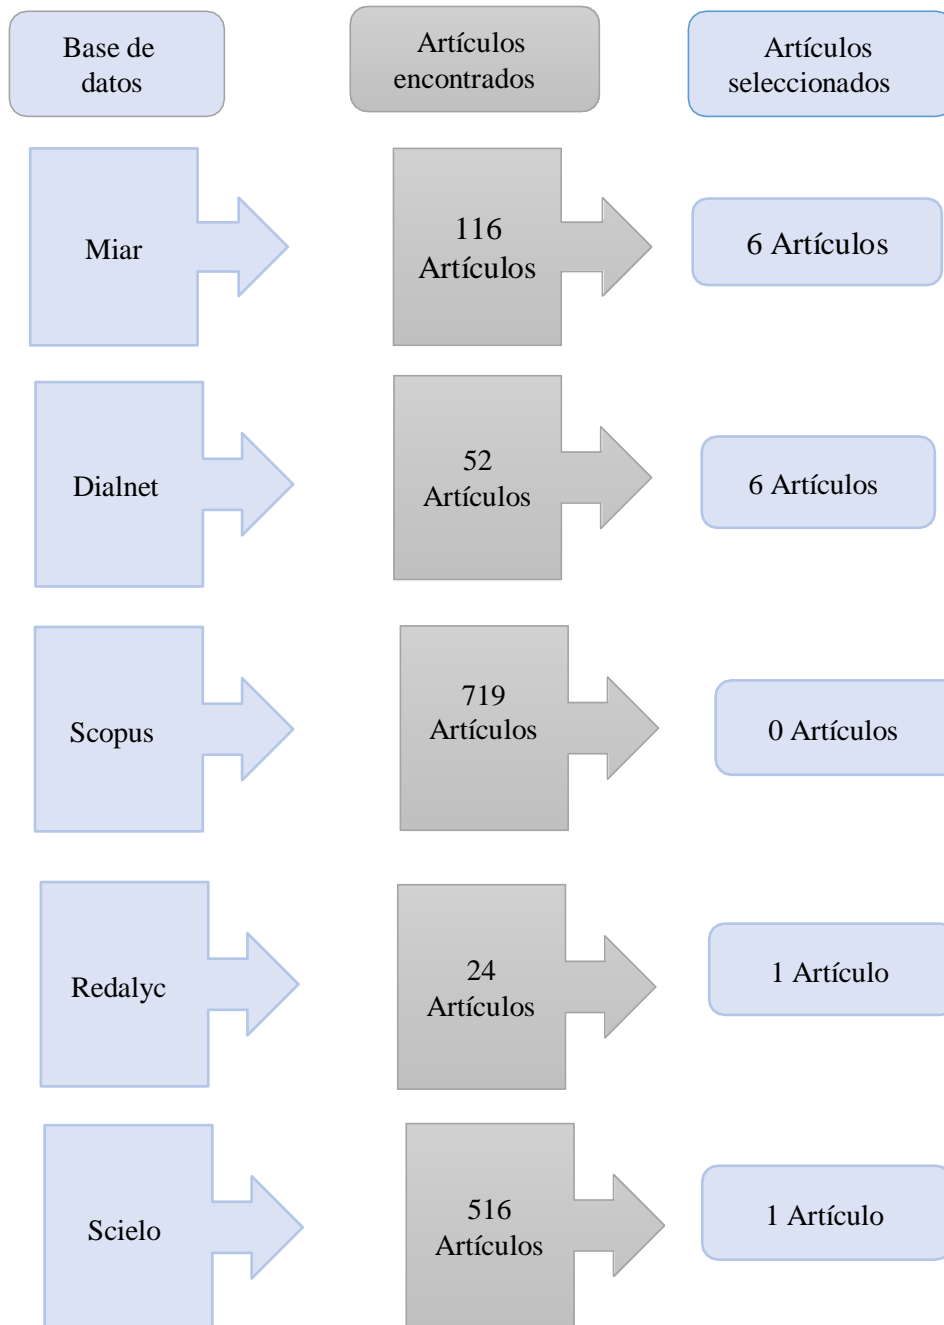 Base de
datos
Artículos
encontrados
Artículos
seleccionados
Miar
116
Artículos
6 Artículos
Dialnet
52
Artículos
6 Artículos
Scopus
719
Artículos
0 Artículos
Redalyc
24
Artículos
1 Artículo
Scielo
516
Artículos
1 Artículo